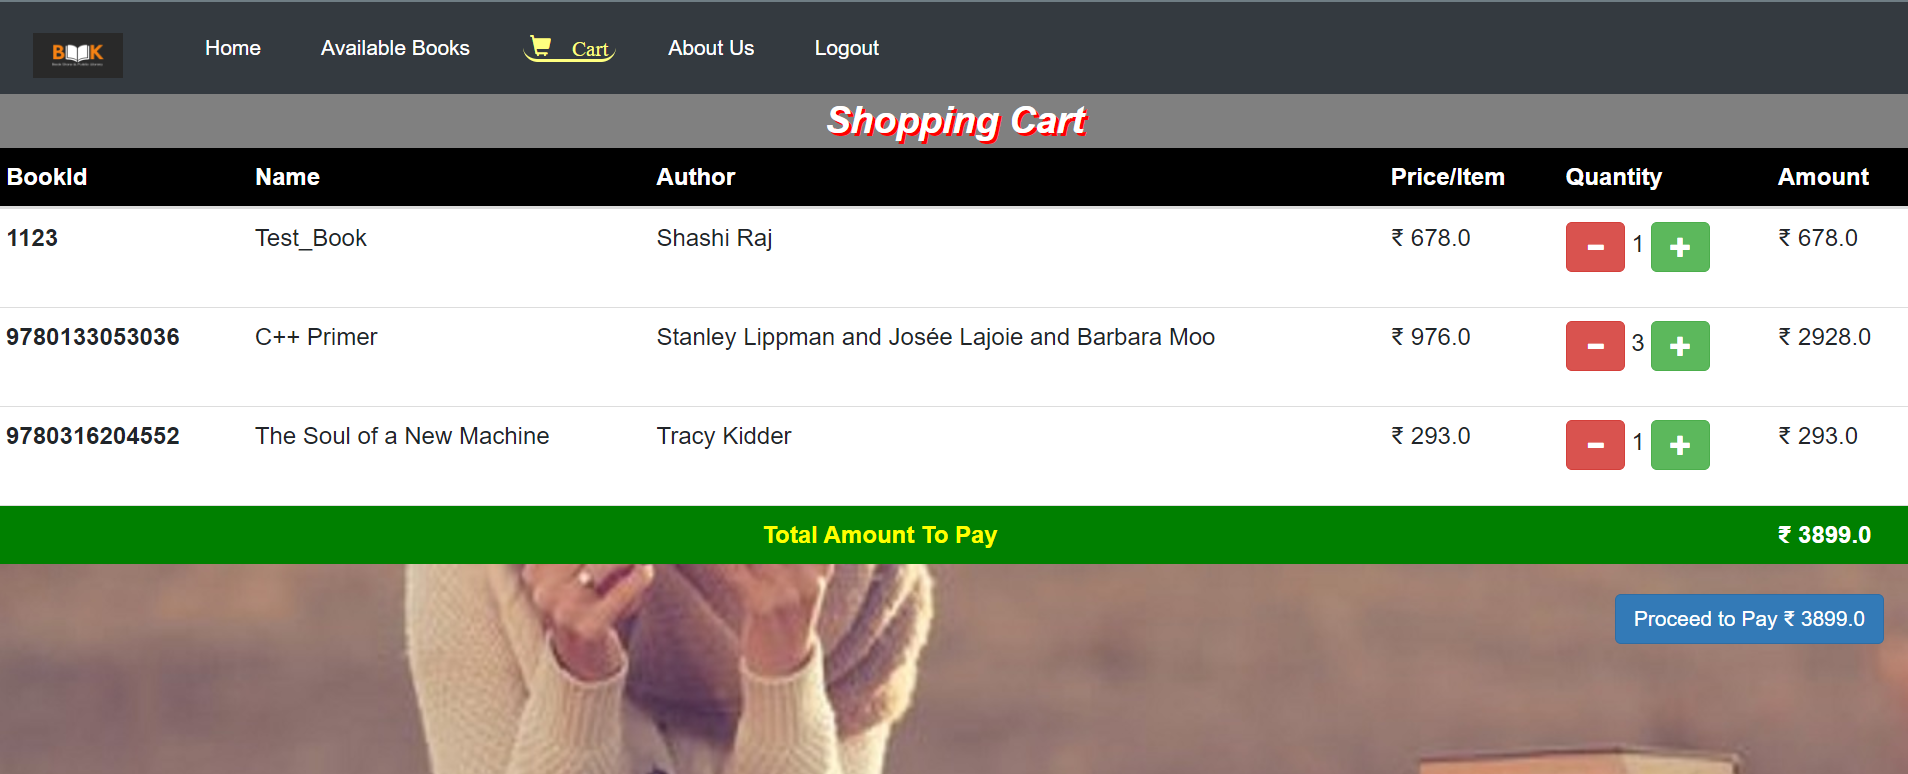 BOOK
Home Available Books Cart About Us Logout
Shopping Cart
BookId Name Author Price/Item Quantity Amount
1123 Test_Book Shashi Raj ₹ 678.0 1 ₹ 678.0
9780133053036 C++ Primer Stanley Lippman and Josée Lajoie and Barbara Moo ₹ 976.0 3 ₹ 2928.0
9780316204552 The Soul of a New Machine Tracy Kidder ₹ 293.0 1 ₹ 293.0
Total Amount To Pay ₹ 3899.0
Proceed to Pay ₹ 3899.0